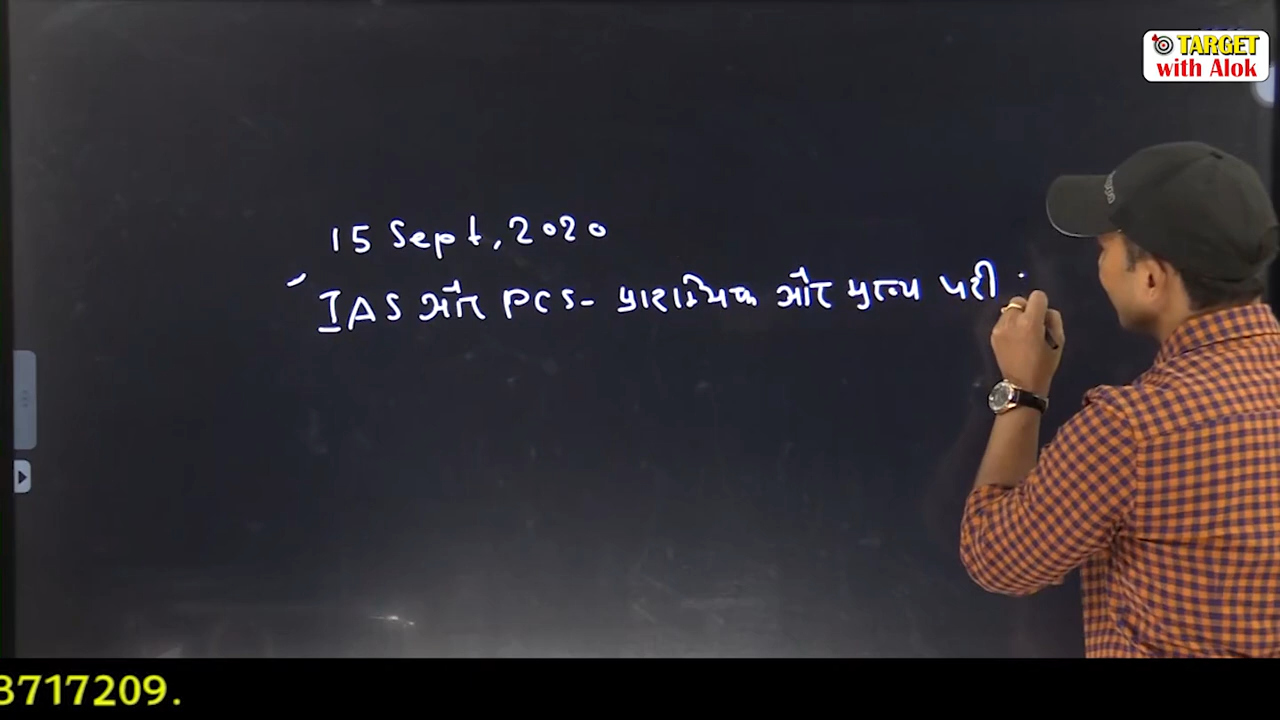 TARGET
with Alok
15 Sept, 2020
IAS और PCS- प्रारम्भिक और मुख्य परी
3717209.